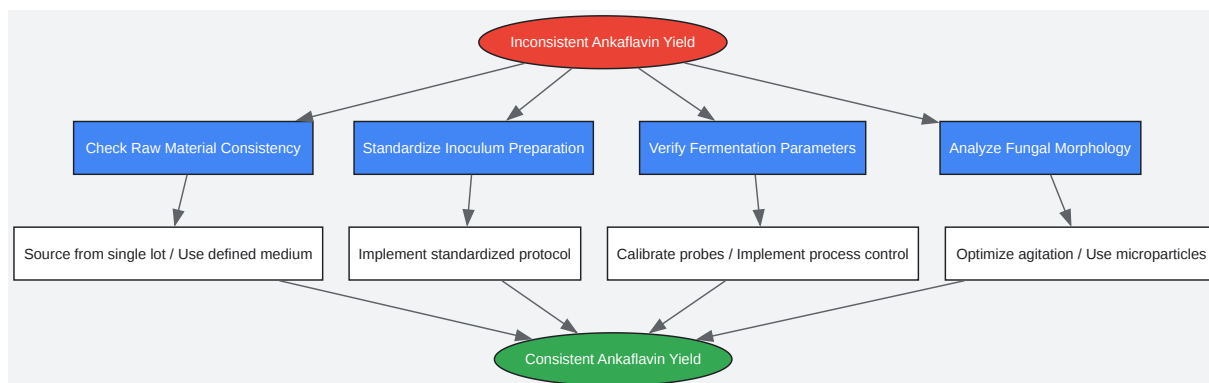 Inconsistent Ankaflavin Yield
Check Raw Material Consistency
Standardize Inoculum Preparation
Verify Fermentation Parameters
Analyze Fungal Morphology
Source from single lot / Use defined medium
Implement standardized protocol
Calibrate probes / Implement process control
Optimize agitation / Use microparticles
Consistent Ankaflavin Yield